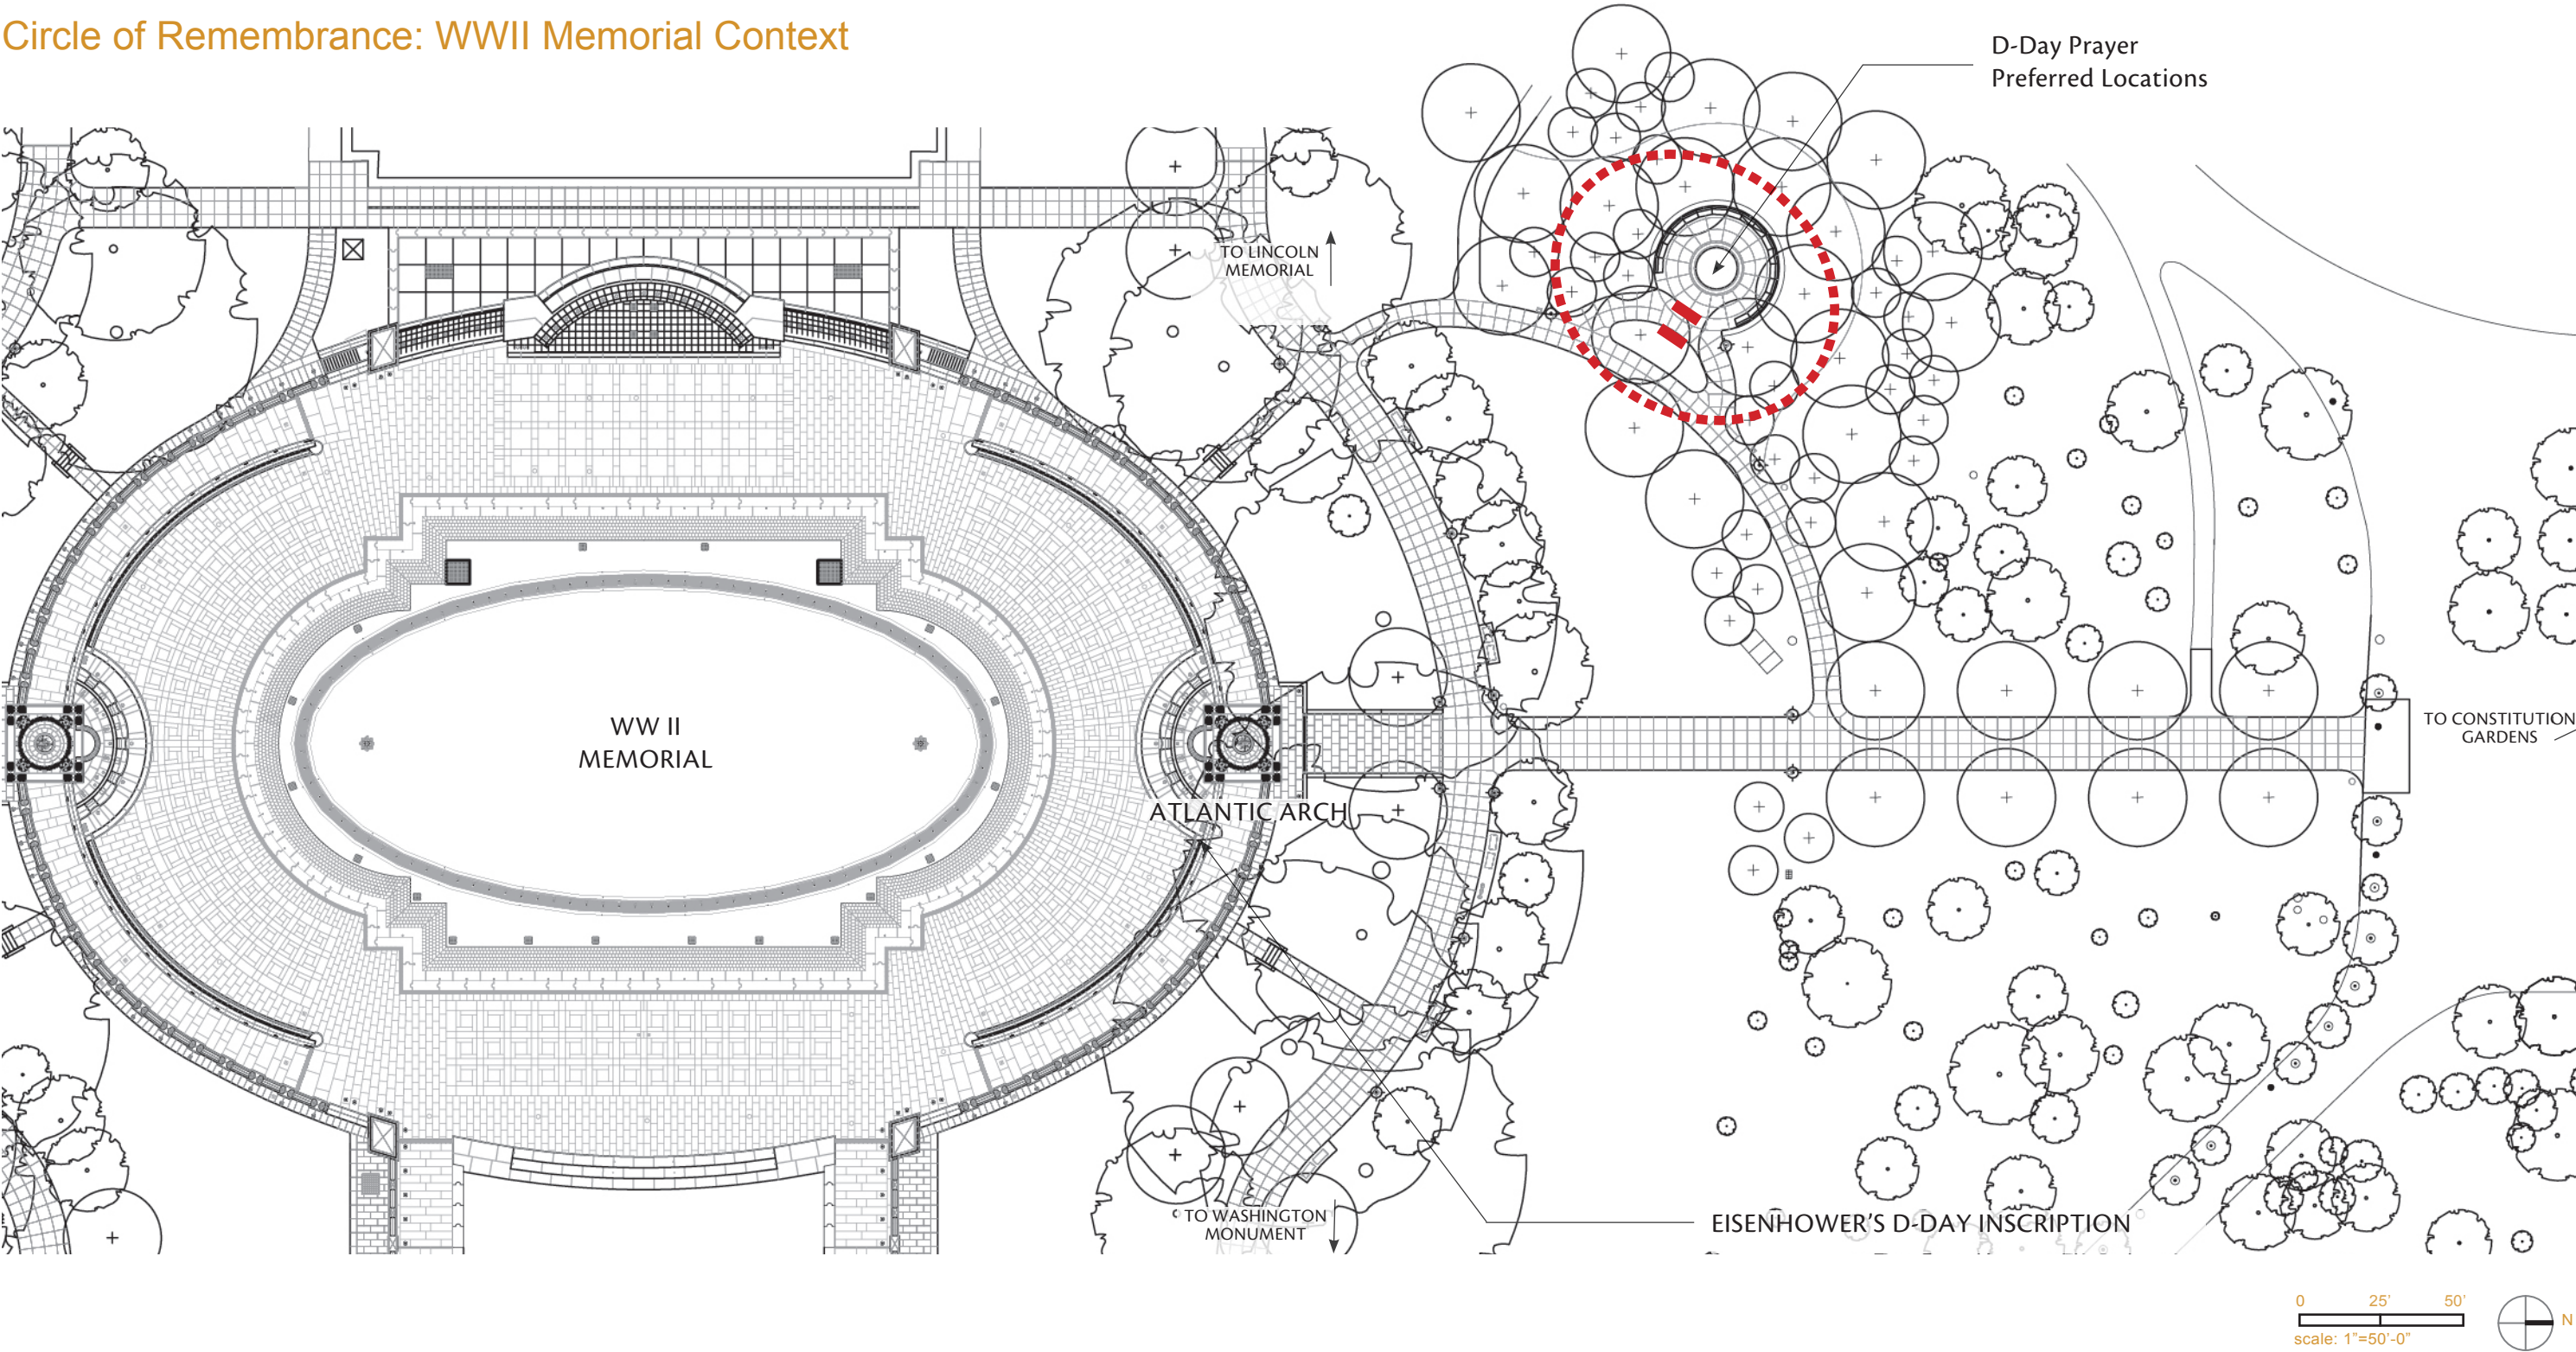 Circle of Remembrance: WWII Memorial Context
D-Day Prayer
Preferred Locations
TO LINCOLN
MEMORIAL
WW II
MEMORIAL
TO CONSTITUTION
GARDENS
ATLANTIC ARCH
TO WASHINGTON
MONUMENT
EISENHOWER'S D-DAY INSCRIPTION
0 25' 50'
scale: 1"=50'-0"
N